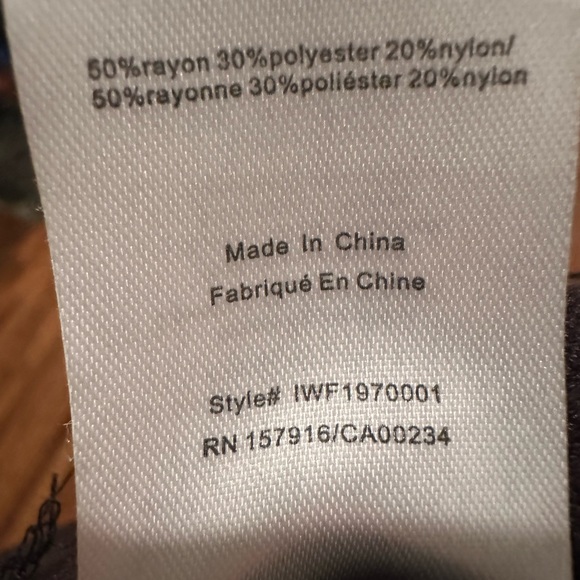 50%rayon 30%polyester 20%nylon/
50%rayonne 30%poliéster 20%nylon
Made In China
Fabriqué En Chine
Style# IWF1970001
RN 157916/CA00234